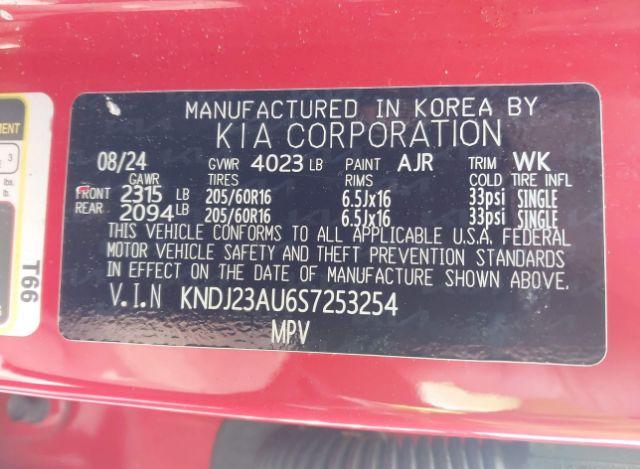 MANUFACTURED IN KOREA BY
KIA CORPORATION
08/24 GVWR 4023 LB PAINT AJR TRIM WK
GAWR TIRES RIMS COLD TIRE INFL
FRONT 2315 LB 205/60R16 6.5Jx16 33psi SINGLE
REAR 2094 LB 205/60R16 6.5Jx16 33psi SINGLE
THIS VEHICLE CONFORMS TO ALL APPLICABLE U.S.A. FEDERAL
MOTOR VEHICLE SAFETY AND THEFT PREVENTION STANDARDS
IN EFFECT ON THE DATE OF MANUFACTURE SHOWN ABOVE.
V.I.N KNDJ23AU6S7253254
MPV
3
lbs.
lb.
T66